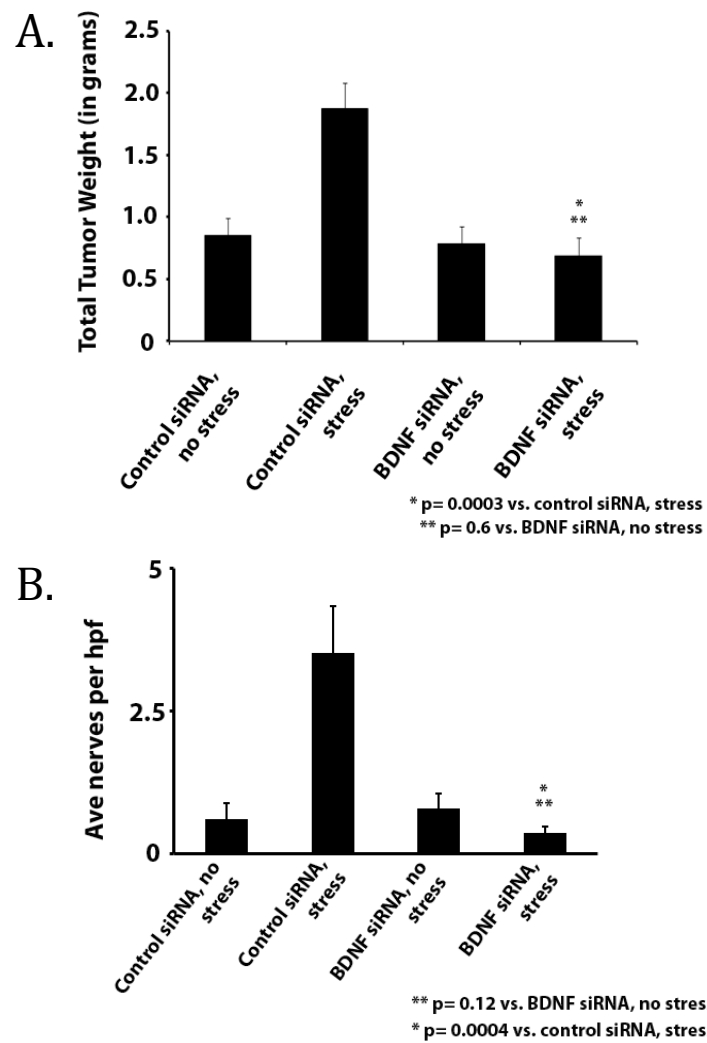 A.
Total Tumor Weight (in grams)
2.5
2.0
1.5
1.0
0.5
0
*
**
Control siRNA,
no stress
Control siRNA,
stress
BDNF siRNA,
no stress
BDNF siRNA,
stress
* p= 0.0003 vs. control siRNA, stress
** p= 0.6 vs. BDNF siRNA, no stress
B.
Ave nerves per hpf
5
2.5
0
*
**
Control siRNA, no
stress
Control siRNA,
stress
BDNF siRNA, no
stress
BDNF siRNA,
stress
** p= 0.12 vs. BDNF siRNA, no stres
* p= 0.0004 vs. control siRNA, stres